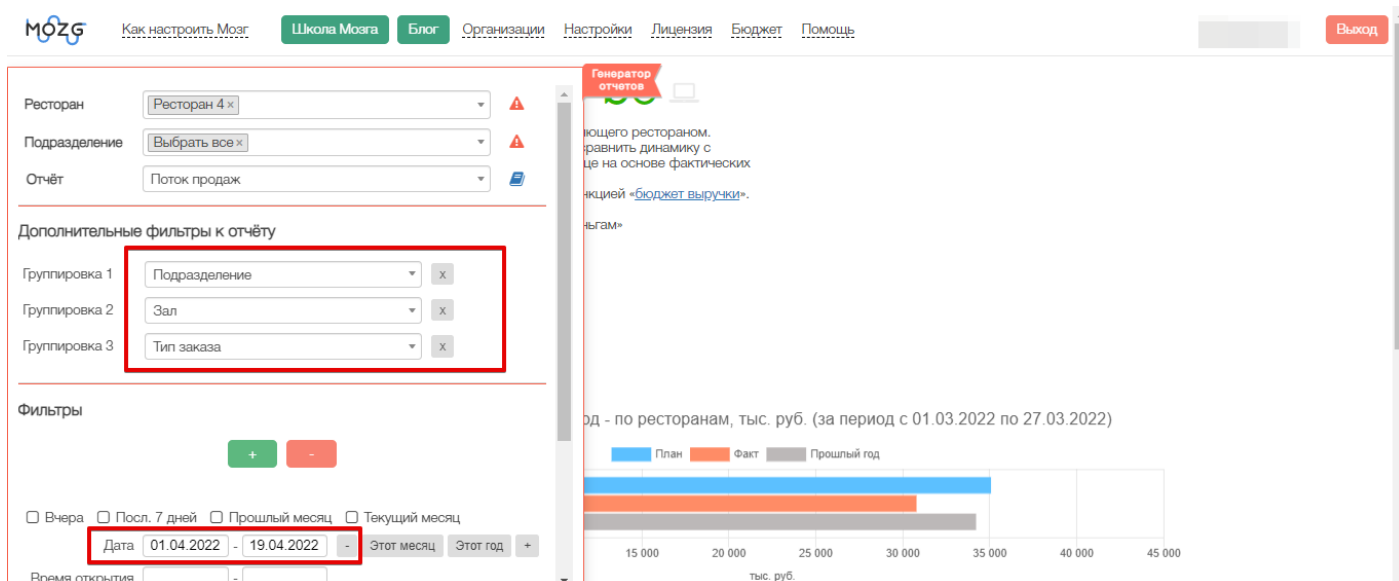 MOZG Как настроить Мозг Школа Мозга Блог Организации Настройки Лицензия Бюджет Помощь Выход
Генератор
отчетов
Ресторан Ресторан 4 ×
Подразделение Выбрать все ×
Отчёт Поток продаж
ющего рестораном.
сравнить динамику с
це на основе фактических
нкцией «бюджет выручки».
ньгам»
Дополнительные фильтры к отчёту
Группировка 1 Подразделение x
Группировка 2 Зал x
Группировка 3 Тип заказа x
Фильтры
+ -
Вчера Посл. 7 дней Прошлый месяц Текущий месяц
Дата 01.04.2022 - 19.04.2022 - Этот месяц Этот год +
Время открытия -
од - по ресторанам, тыс. руб. (за период с 01.03.2022 по 27.03.2022)
План Факт Прошлый год
15 000 20 000 25 000 30 000 35 000 40 000 45 000
тыс. руб.